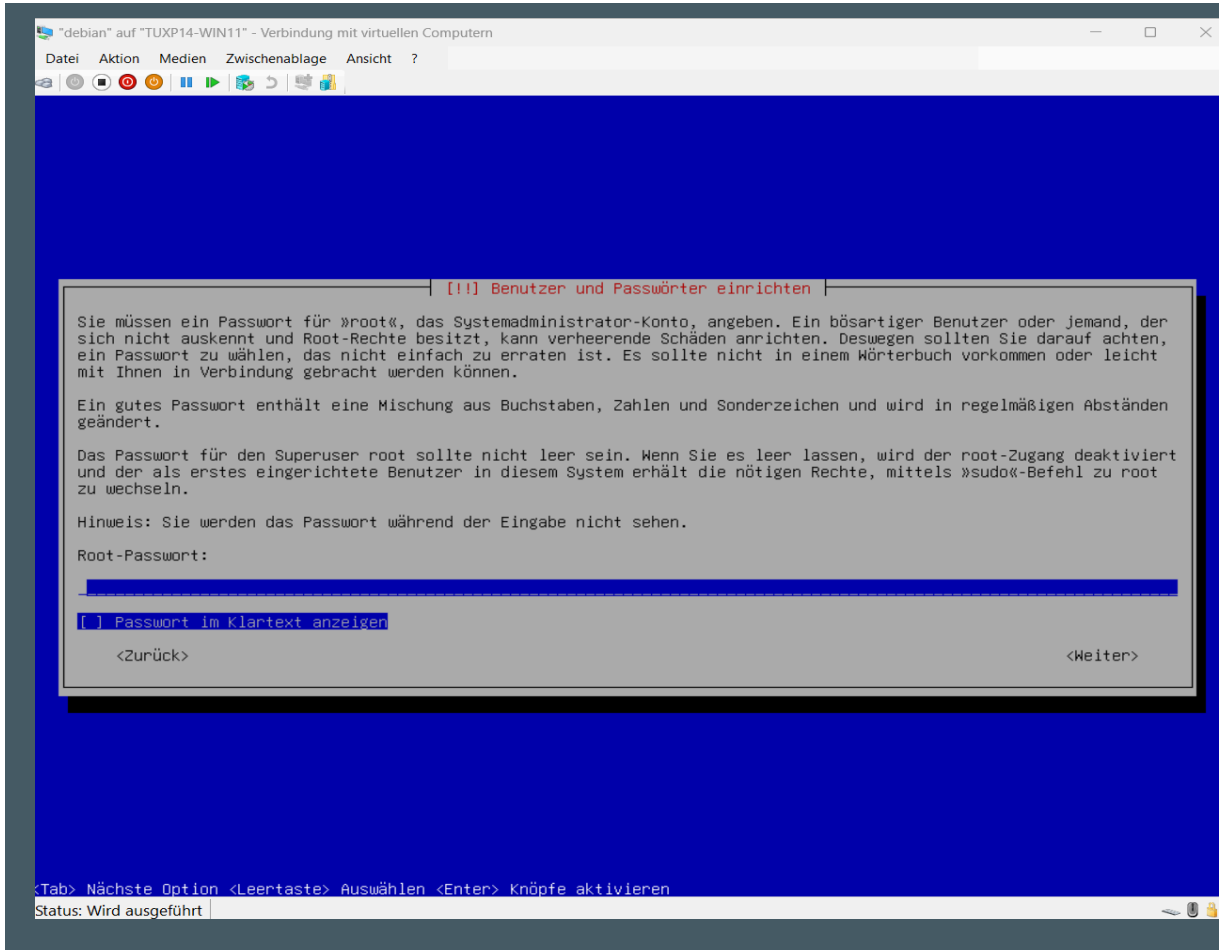 "debian" auf "TUXP14-WIN11" - Verbindung mit virtuellen Computern
Datei Aktion Medien Zwischenablage Ansicht ?
[!!] Benutzer und Passwörter einrichten
Sie müssen ein Passwort für »root«, das Systemadministrator-Konto, angeben. Ein bösartiger Benutzer oder jemand, der
sich nicht auskennt und Root-Rechte besitzt, kann verheerende Schäden anrichten. Deswegen sollten Sie darauf achten,
ein Passwort zu wählen, das nicht einfach zu erraten ist. Es sollte nicht in einem Wörterbuch vorkommen oder leicht
mit Ihnen in Verbindung gebracht werden können.
Ein gutes Passwort enthält eine Mischung aus Buchstaben, Zahlen und Sonderzeichen und wird in regelmäßigen Abständen
geändert.
Das Passwort für den Superuser root sollte nicht leer sein. Wenn Sie es leer lassen, wird der root-Zugang deaktiviert
und der als erstes eingerichtete Benutzer in diesem System erhält die nötigen Rechte, mittels »sudo«-Befehl zu root
zu wechseln.
Hinweis: Sie werden das Passwort während der Eingabe nicht sehen.
Root-Passwort:
[ ] Passwort im Klartext anzeigen
<Zurück> <Weiter>
<Tab> Nächste Option <Leertaste> Auswählen <Enter> Knöpfe aktivieren
Status: Wird ausgeführt